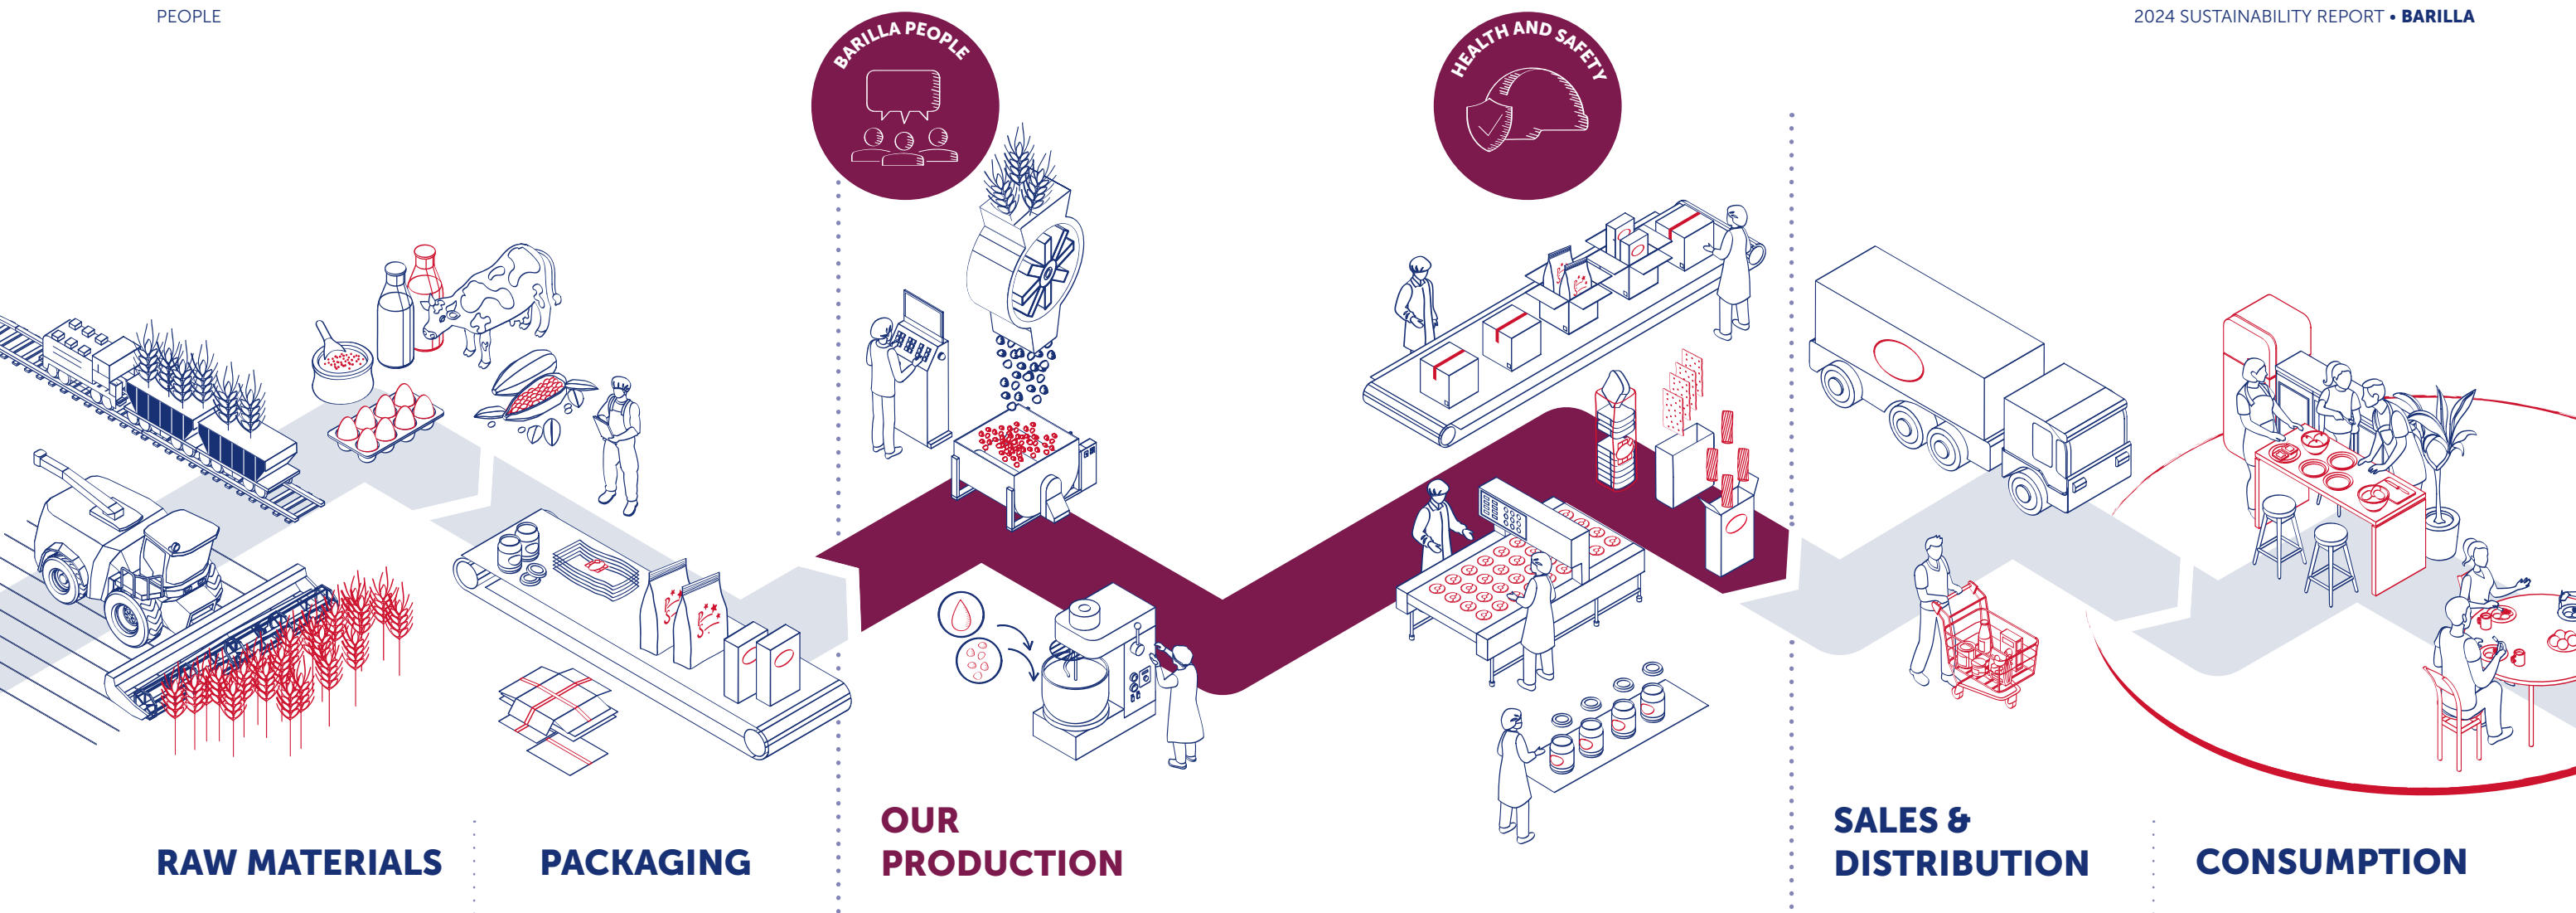 PEOPLE
2024 SUSTAINABILITY REPORT • BARILLA
BARILLA PEOPLE
HEALTH AND SAFETY
RAW MATERIALS
PACKAGING
OUR
PRODUCTION
SALES &
DISTRIBUTION
CONSUMPTION